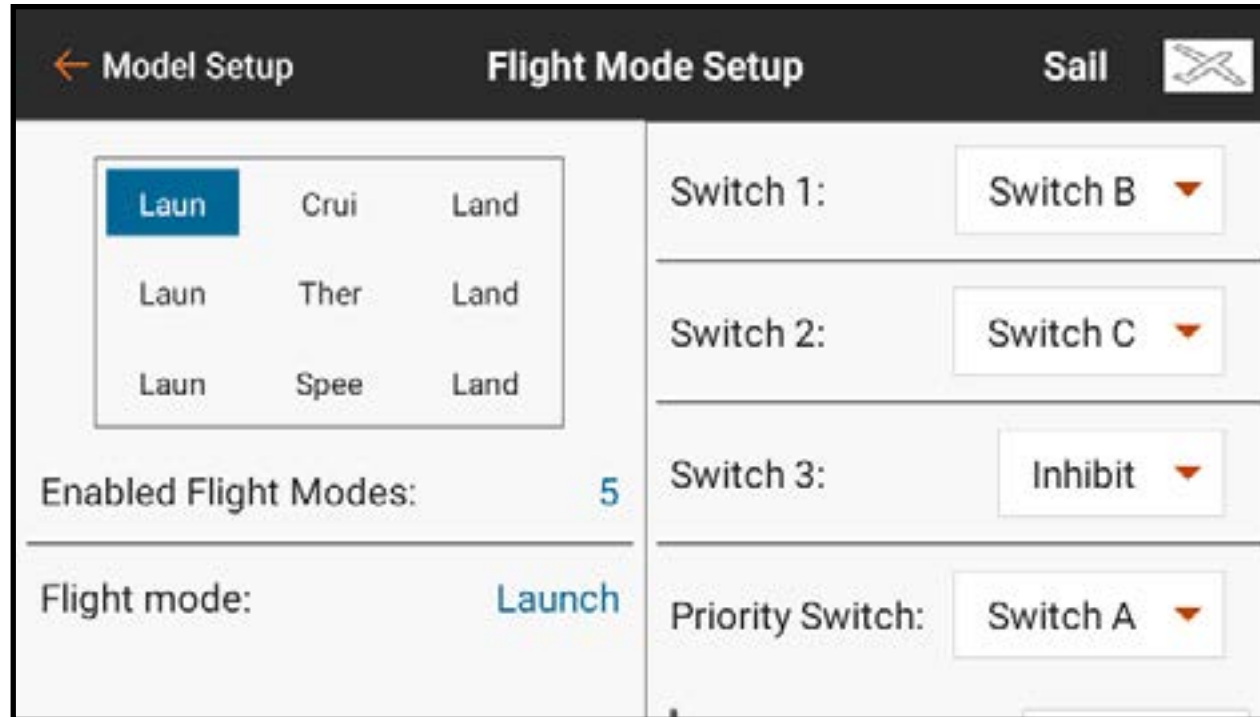 ← Model Setup Flight Mode Setup Sail
Laun Crui Land
Laun Ther Land
Laun Spee Land
Enabled Flight Modes: 5
Flight mode: Launch
Switch 1: Switch B
Switch 2: Switch C
Switch 3: Inhibit
Priority Switch: Switch A